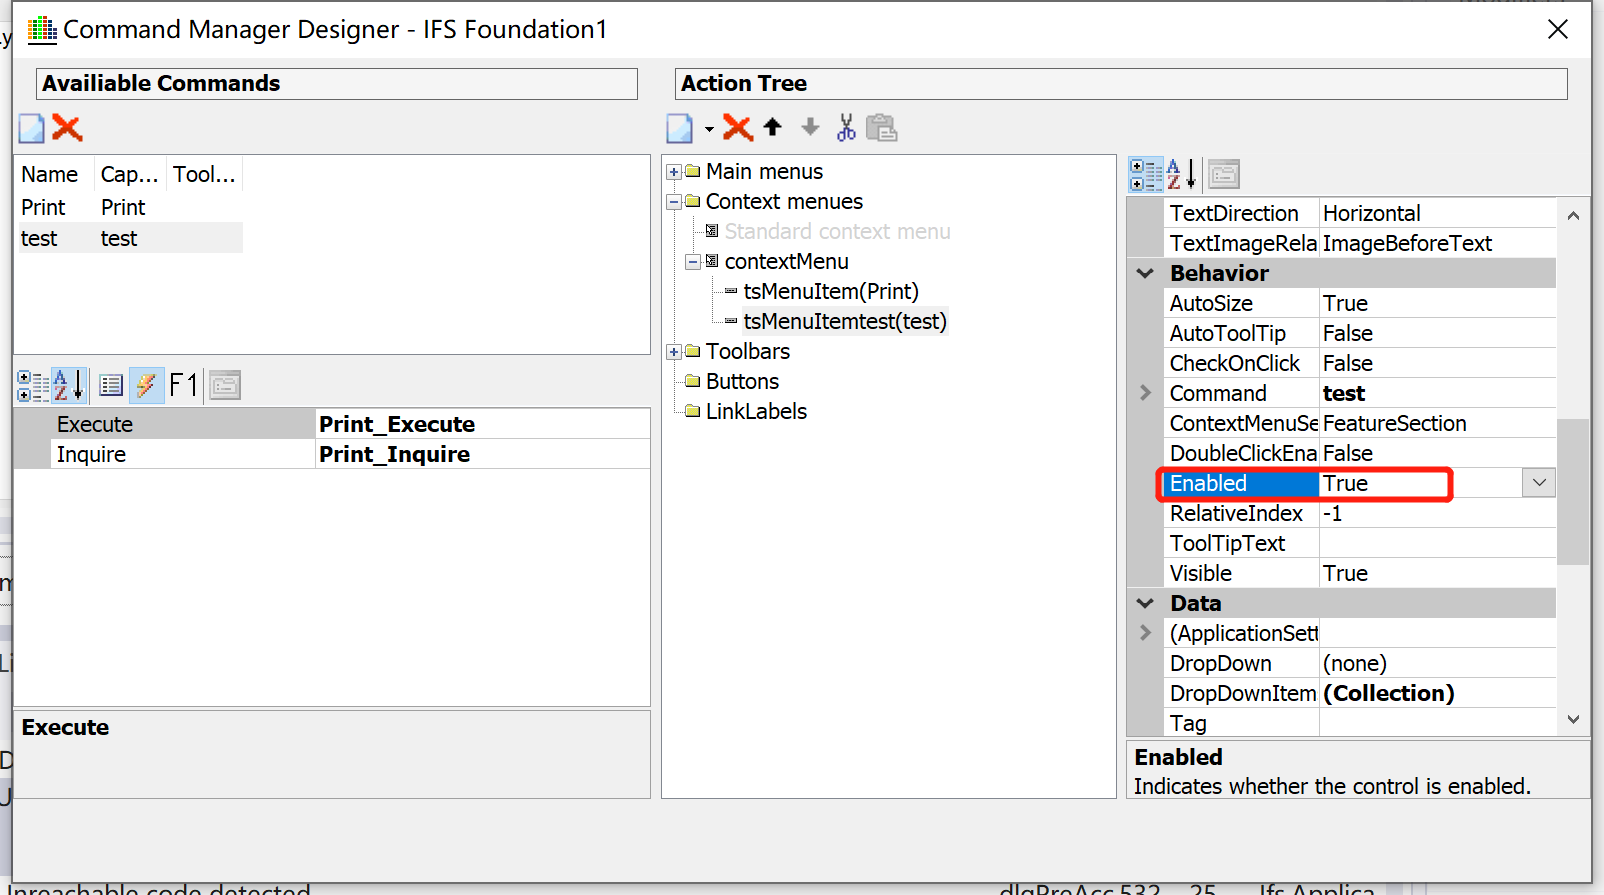 Command Manager Designer - IFS Foundation1
Availiable Commands
Name Cap... Tool...
Print Print
test test
F1
Execute Print_Execute
Inquire Print_Inquire
Execute
Action Tree
Main menus
Context menues
Standard context menu
contextMenu
tsMenuItem(Print)
tsMenuItemtest(test)
Toolbars
Buttons
LinkLabels
TextDirection Horizontal
TextImageRela ImageBeforeText
Behavior
AutoSize True
AutoToolTip False
CheckOnClick False
Command test
ContextMenuSe FeatureSection
DoubleClickEna False
Enabled True
RelativeIndex -1
ToolTipText
Visible True
Data
(ApplicationSett
DropDown (none)
DropDownItem (Collection)
Tag
Enabled
Indicates whether the control is enabled.
Unreachable code detected dlgPreAcc 532 25 Ifs Applica